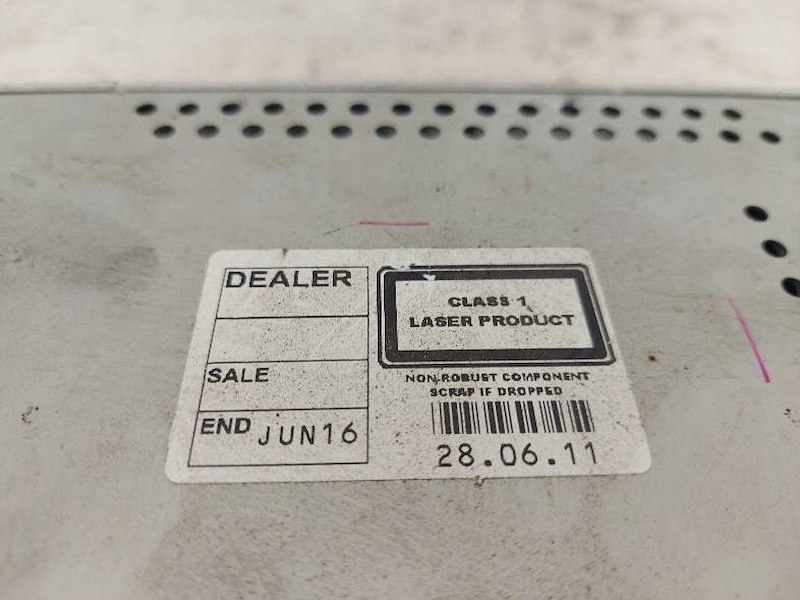 DEALER
SALE
END JUN16
CLASS 1
LASER PRODUCT
NON-ROBUST COMPONENT
SCRAP IF DROPPED
28.06.11